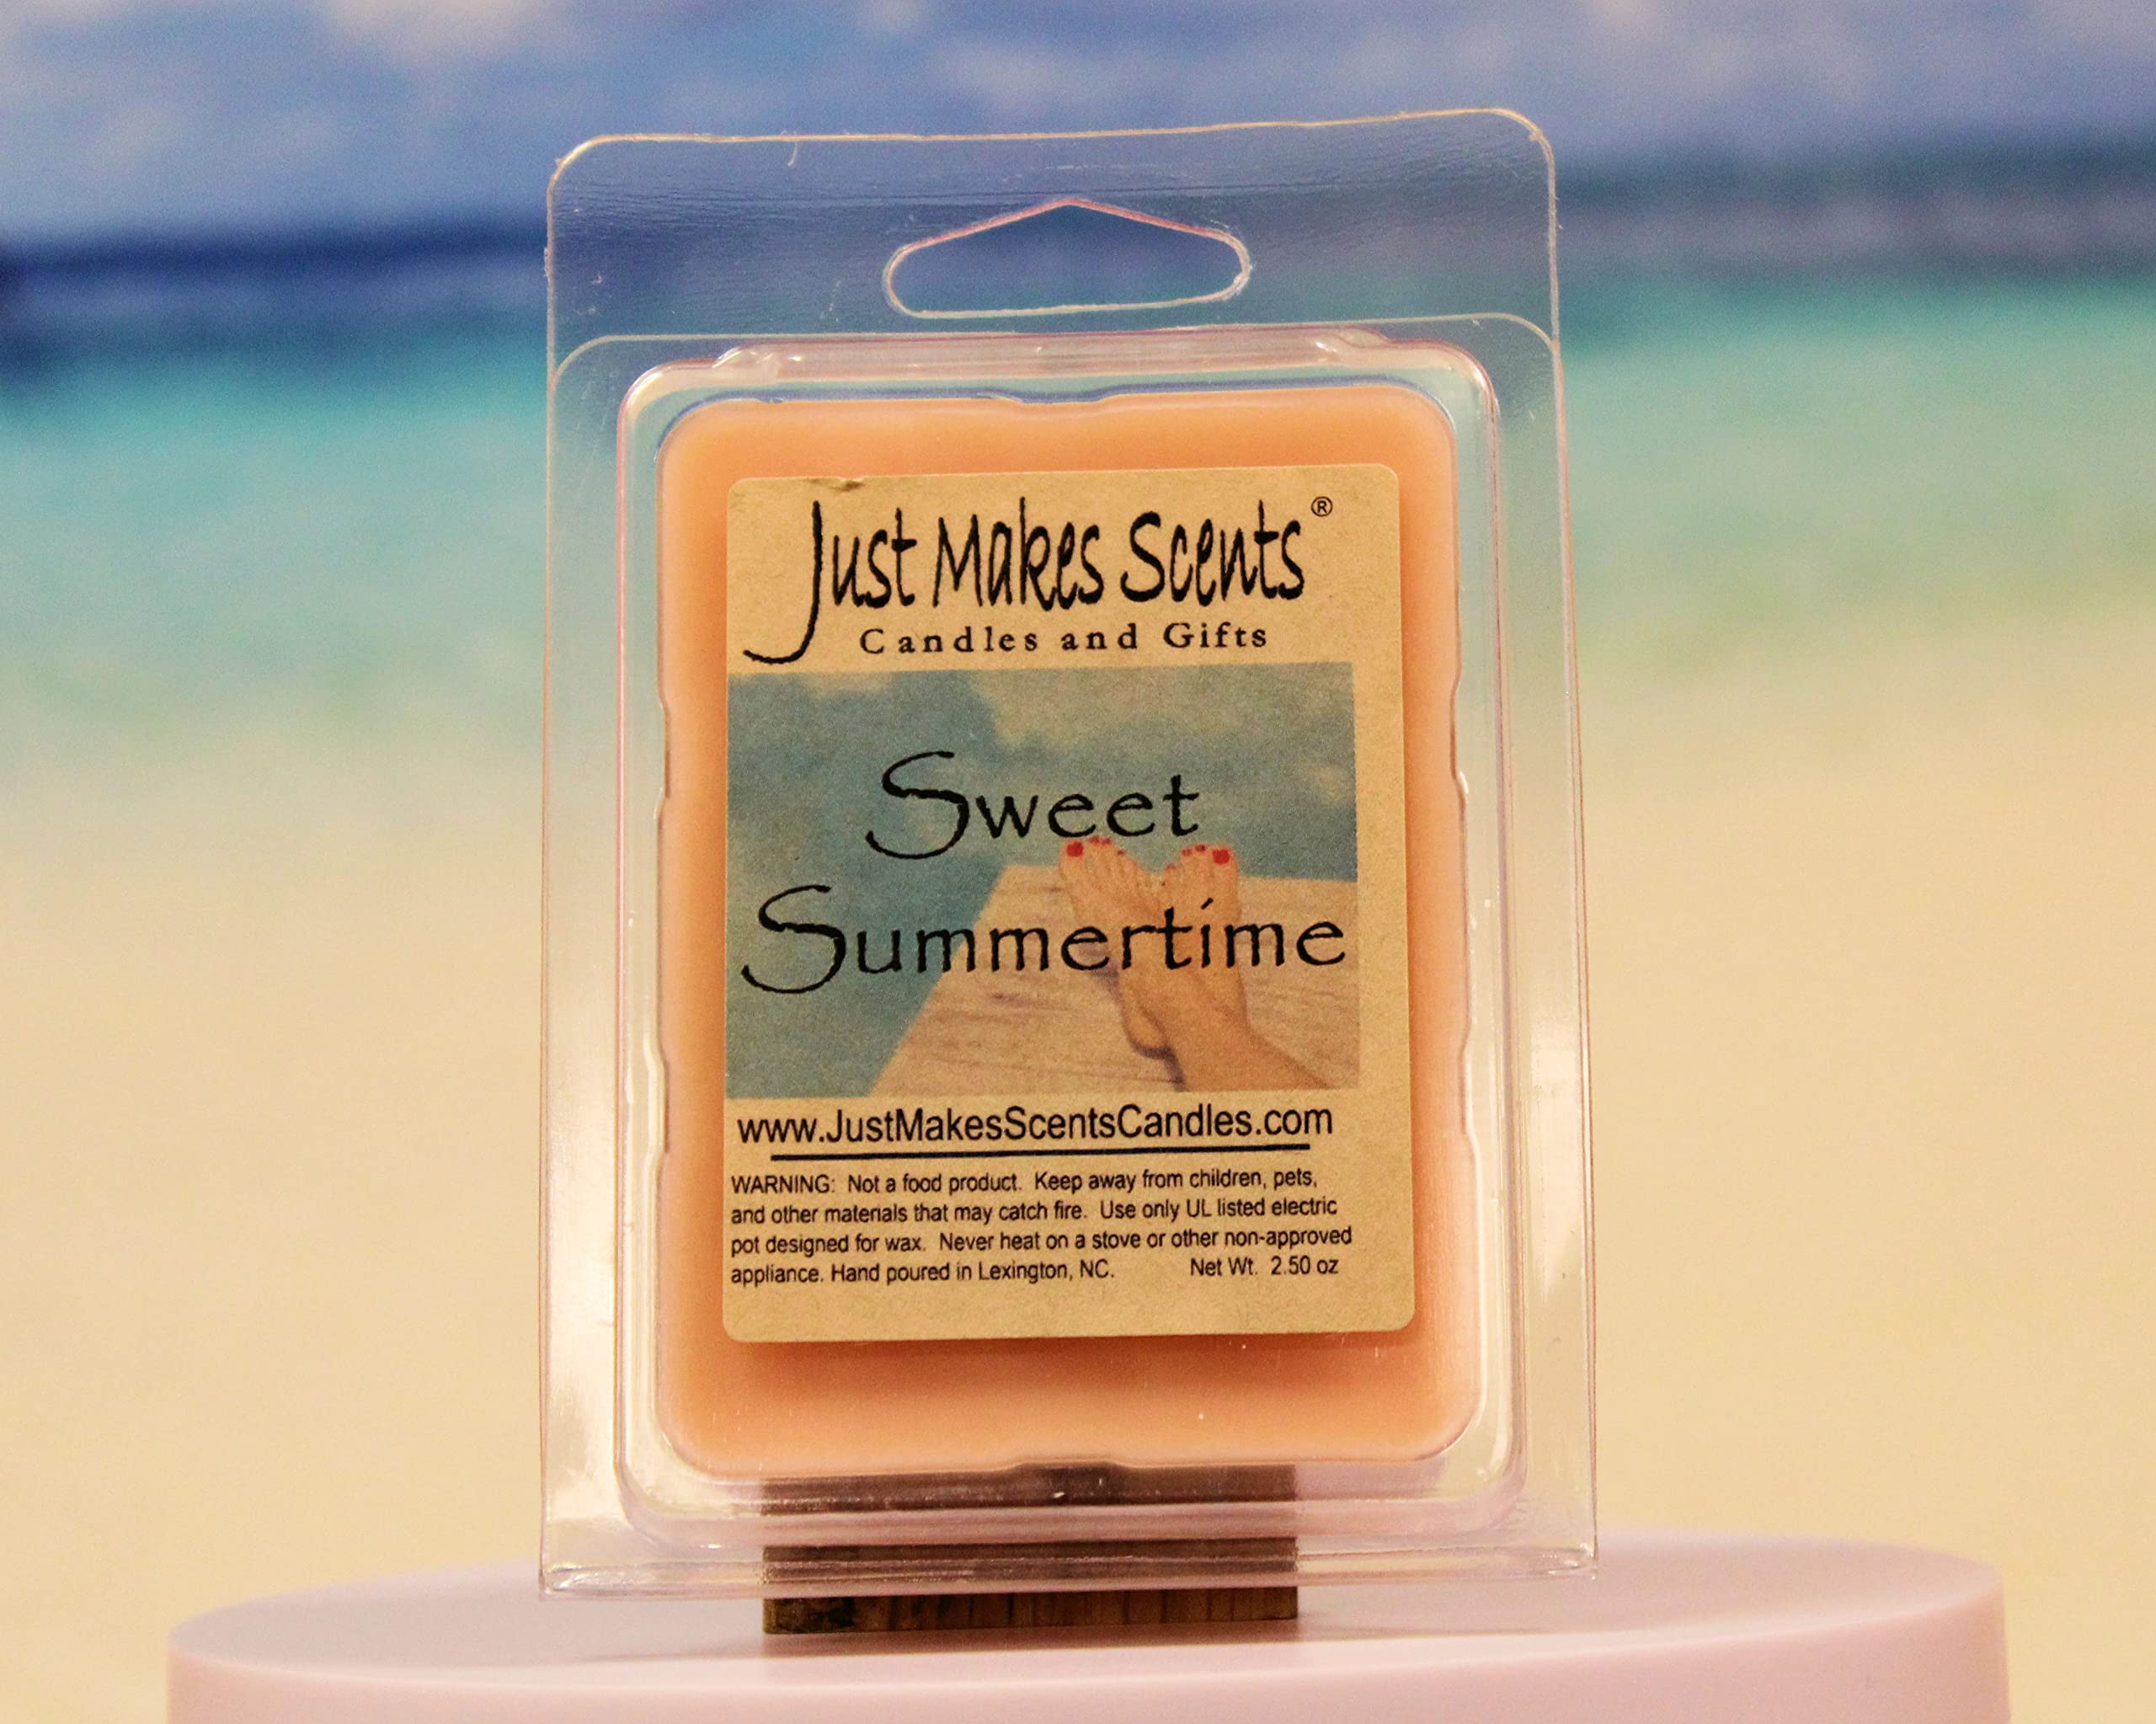 Just Makes Scents®
Candles and Gifts
Sweet
Summertime
www.JustMakesScentsCandles.com
WARNING: Not a food product. Keep away from children, pets,
and other materials that may catch fire. Use only UL listed electric
pot designed for wax. Never heat on a stove or other non-approved
appliance. Hand poured in Lexington, NC. Net Wt. 2.50 oz